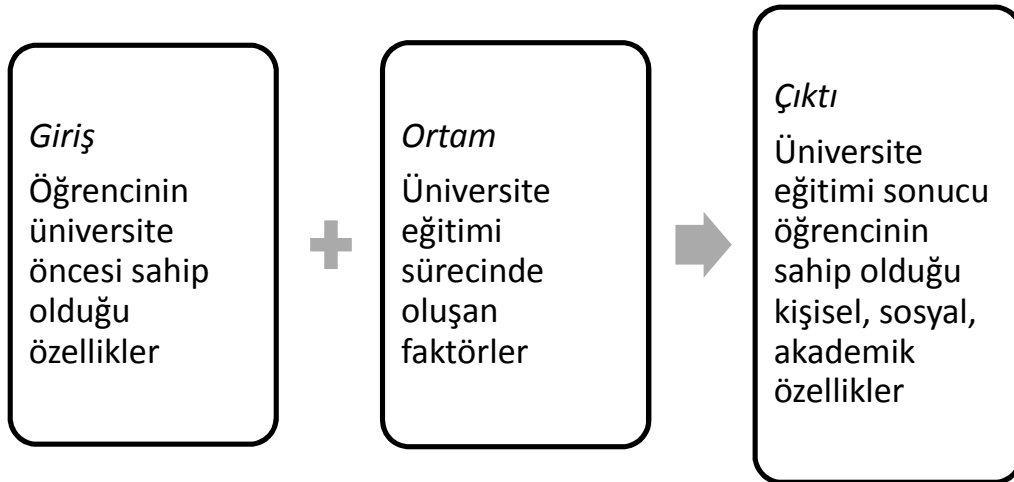 Giriş
Öğrencinin
üniversite
öncesi sahip
olduğu
özellikler
Ortam
Üniversite
eğitimi
sürecinde
oluşan
faktörler
Çıktı
Üniversite
eğitimi sonucu
öğrencinin
sahip olduğu
kişisel, sosyal,
akademik
özellikler